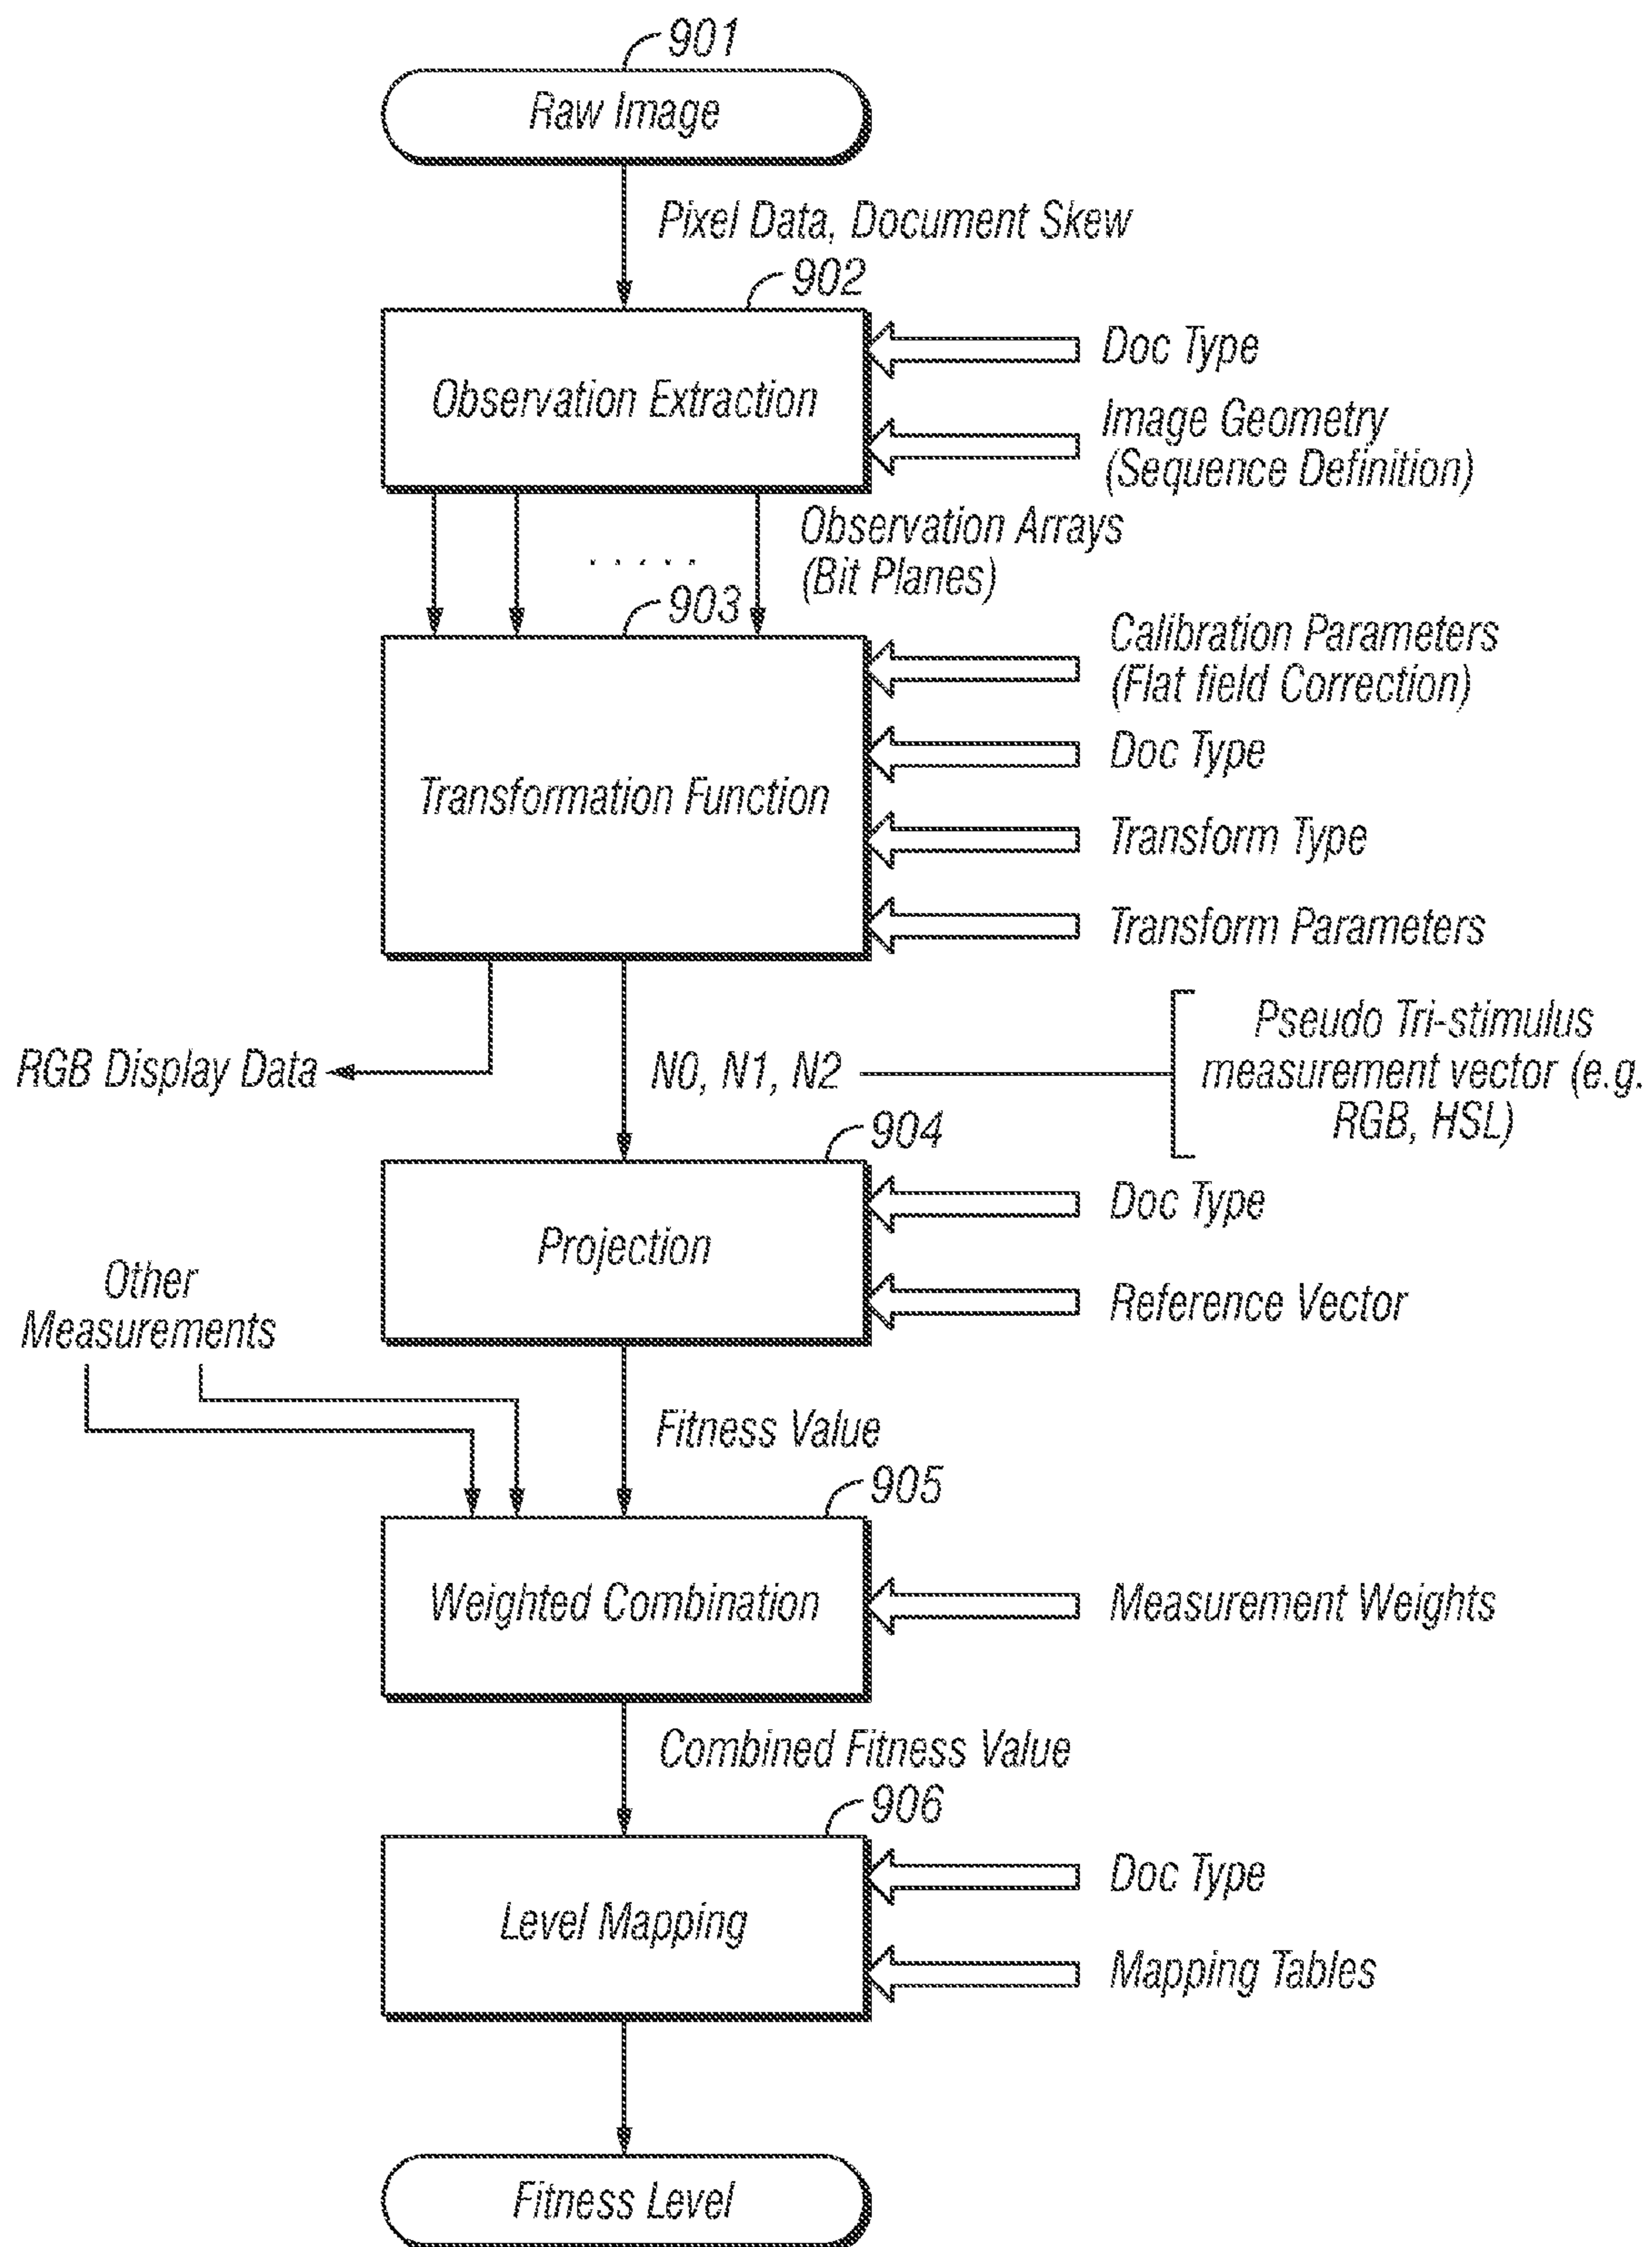 901
Raw Image
Pixel Data, Document Skew
902
Observation Extraction
Doc Type
Image Geometry
(Sequence Definition)
Observation Arrays
(Bit Planes)
. . . . .
903
Transformation Function
Calibration Parameters
(Flat field Correction)
Doc Type
Transform Type
Transform Parameters
RGB Display Data
N0, N1, N2
Pseudo Tri-stimulus
measurement vector (e.g.
RGB, HSL)
904
Projection
Doc Type
Reference Vector
Other
Measurements
Fitness Value
905
Weighted Combination
Measurement Weights
Combined Fitness Value
906
Level Mapping
Doc Type
Mapping Tables
Fitness Level